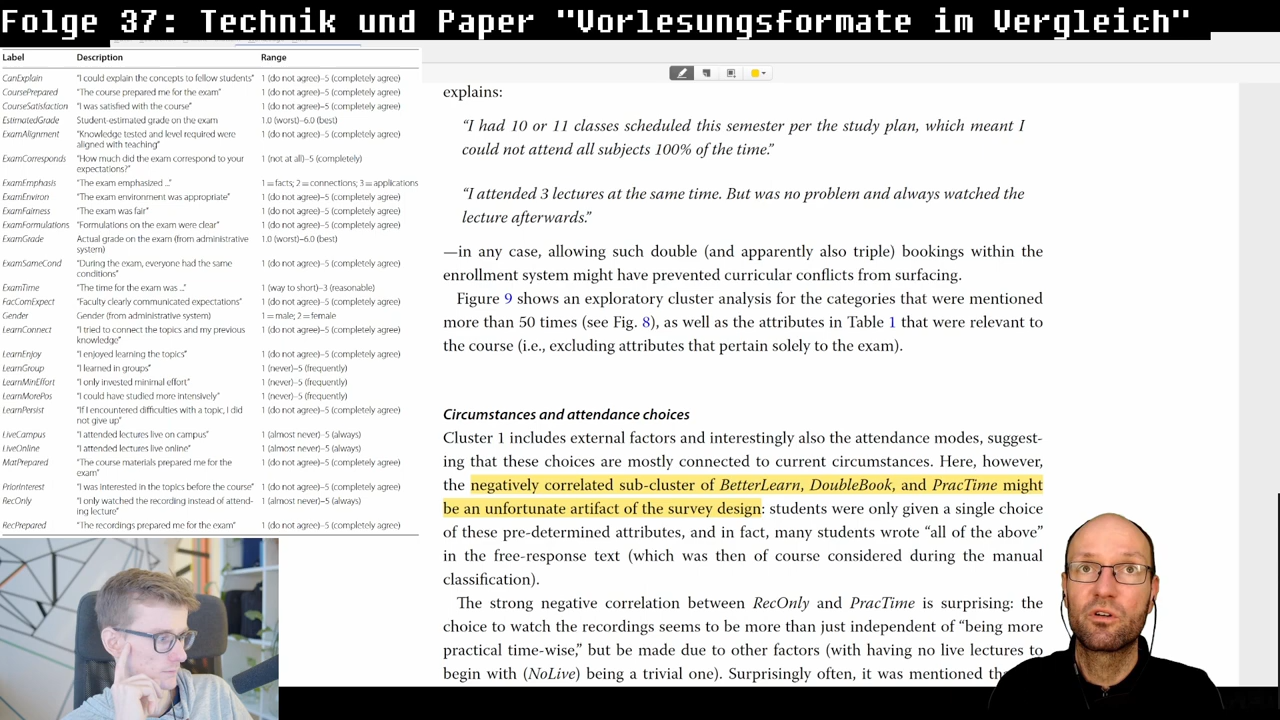 Folge 37: Technik und Paper "Vorlesungsformate im Vergleich"
Label Description Range
CanExplain "I could explain the concepts to fellow students" 1 (do not agree)–5 (completely agree)
CoursePrepared "The course prepared me for the exam" 1 (do not agree)–5 (completely agree)
CourseSatisfaction "I was satisfied with the course" 1 (do not agree)–5 (completely agree)
EstimatedGrade Student-estimated grade on the exam 1.0 (worst)–6.0 (best)
ExamAlignment "Knowledge tested and level required were 1 (do not agree)–5 (completely agree)
aligned with teaching"
ExamCorresponds "How much did the exam correspond to your 1 (not at all)–5 (completely)
expectations?"
ExamEmphasis "The exam emphasized ..." 1 = facts; 2 = connections; 3 = applications
ExamEnviron "The exam environment was appropriate" 1 (do not agree)–5 (completely agree)
ExamFairness "The exam was fair" 1 (do not agree)–5 (completely agree)
ExamFormulations "Formulations on the exam were clear" 1 (do not agree)–5 (completely agree)
ExamGrade Actual grade on the exam (from administrative 1.0 (worst)–6.0 (best)
system)
ExamSameCond "During the exam, everyone had the same 1 (do not agree)–5 (completely agree)
conditions"
ExamTime "The time for the exam was ..." 1 (way to short)–3 (reasonable)
FacComExpect "Faculty clearly communicated expectations" 1 (do not agree)–5 (completely agree)
Gender Gender (from administrative system) 1 = male; 2 = female
LearnConnect "I tried to connect the topics and my previous 1 (do not agree)–5 (completely agree)
knowledge"
LearnEnjoy "I enjoyed learning the topics" 1 (do not agree)–5 (completely agree)
LearnGroup "I learned in groups" 1 (never)–5 (frequently)
LearnMinEffort "I only invested minimal effort" 1 (never)–5 (frequently)
LearnMorePos "I could have studied more intensively" 1 (never)–5 (frequently)
LearnPersist "If I encountered difficulties with a topic, I did 1 (do not agree)–5 (completely agree)
not give up"
LiveCampus "I attended lectures live on campus" 1 (almost never)–5 (always)
LiveOnline "I attended lectures live online" 1 (almost never)–5 (always)
MatPrepared "The course materials prepared me for the 1 (do not agree)–5 (completely agree)
exam"
PriorInterest "I was interested in the topics before the course" 1 (do not agree)–5 (completely agree)
RecOnly "I only watched the recording instead of attend- 1 (almost never)–5 (always)
ing lecture"
RecPrepared "The recordings prepared me for the exam" 1 (do not agree)–5 (completely agree)
explains:
“I had 10 or 11 classes scheduled this semester per the study plan, which meant I
could not attend all subjects 100% of the time.”
“I attended 3 lectures at the same time. But was no problem and always watched the
lecture afterwards.”
—in any case, allowing such double (and apparently also triple) bookings within the
enrollment system might have prevented curricular conflicts from surfacing.
Figure 9 shows an exploratory cluster analysis for the categories that were mentioned
more than 50 times (see Fig. 8), as well as the attributes in Table 1 that were relevant to
the course (i.e., excluding attributes that pertain solely to the exam).
Circumstances and attendance choices
Cluster 1 includes external factors and interestingly also the attendance modes, suggest-
ing that these choices are mostly connected to current circumstances. Here, however,
the negatively correlated sub-cluster of BetterLearn, DoubleBook, and PracTime might
be an unfortunate artifact of the survey design: students were only given a single choice
of these pre-determined attributes, and in fact, many students wrote “all of the above”
in the free-response text (which was then of course considered during the manual
classification).
The strong negative correlation between RecOnly and PracTime is surprising: the
choice to watch the recordings seems to be more than just independent of “being more
practical time-wise,” but be made due to other factors (with having no live lectures to
begin with (NoLive) being a trivial one). Surprisingly often, it was mentioned